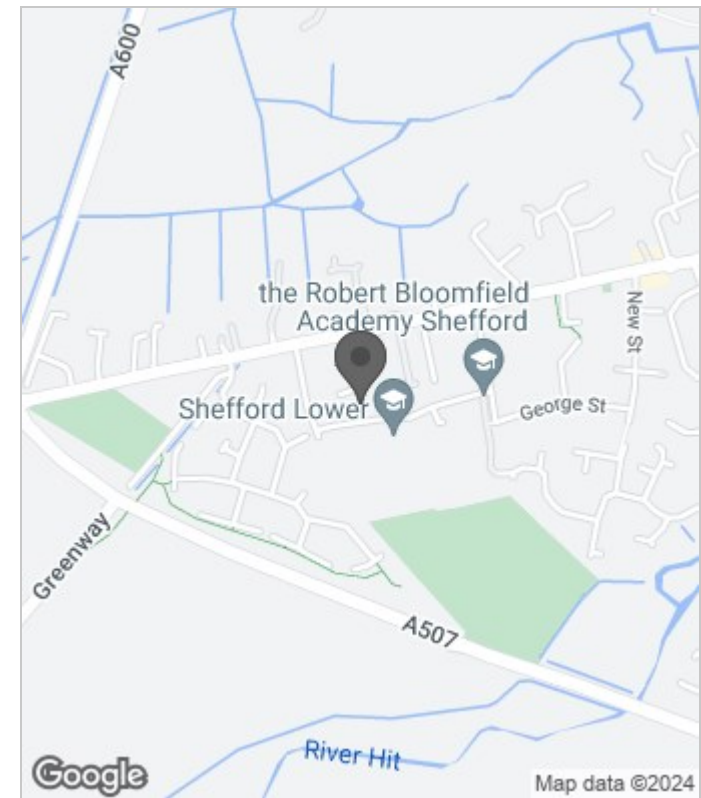 A600
the Robert Bloomfield
Academy Shefford
New St
Shefford Lower
George St
Greenway
A507
River Hit
Google
Map data ©2024